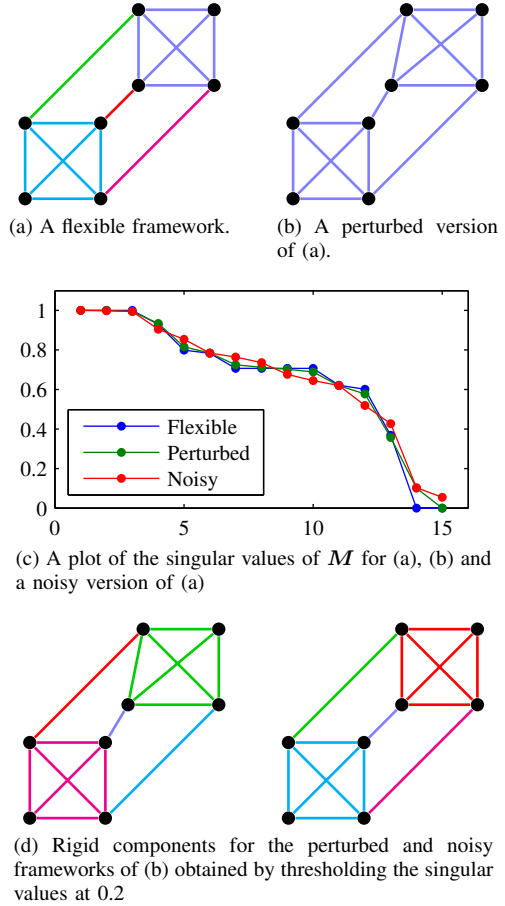 (a) A flexible framework.
(b) A perturbed version
of (a).
1
0.8
0.6
0.4
0.2
0
Flexible
Perturbed
Noisy
0 5 10 15
(c) A plot of the singular values of M for (a), (b) and
a noisy version of (a)
(d) Rigid components for the perturbed and noisy
frameworks of (b) obtained by thresholding the singular
values at 0.2